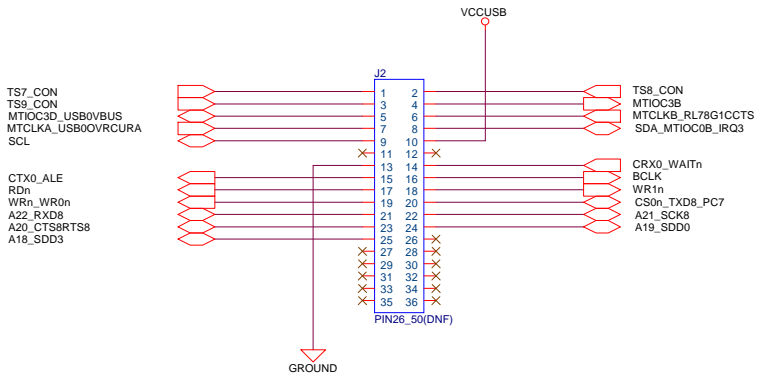 VCCUSB
J2
TS7_CON 1 2 TS8_CON
TS9_CON 3 4 MTIOC3B
MTIOC3D_USB0VBUS 5 6 MTCLKB_RL78G1CCTS
MTCLKA_USB0OVRCURA 7 8 SDA_MTIOC0B_IRQ3
SCL 9 10
11 12
13 14 CRX0_WAITn
CTX0_ALE 15 16 BCLK
RDn 17 18 WR1n
WRn_WR0n 19 20 CS0n_TXD8_PC7
A22_RXD8 21 22 A21_SCK8
A20_CTS8RTS8 23 24 A19_SDD0
A18_SDD3 25 26
27 28
29 30
31 32
33 34
35 36
PIN26_50(DNF)
GROUND